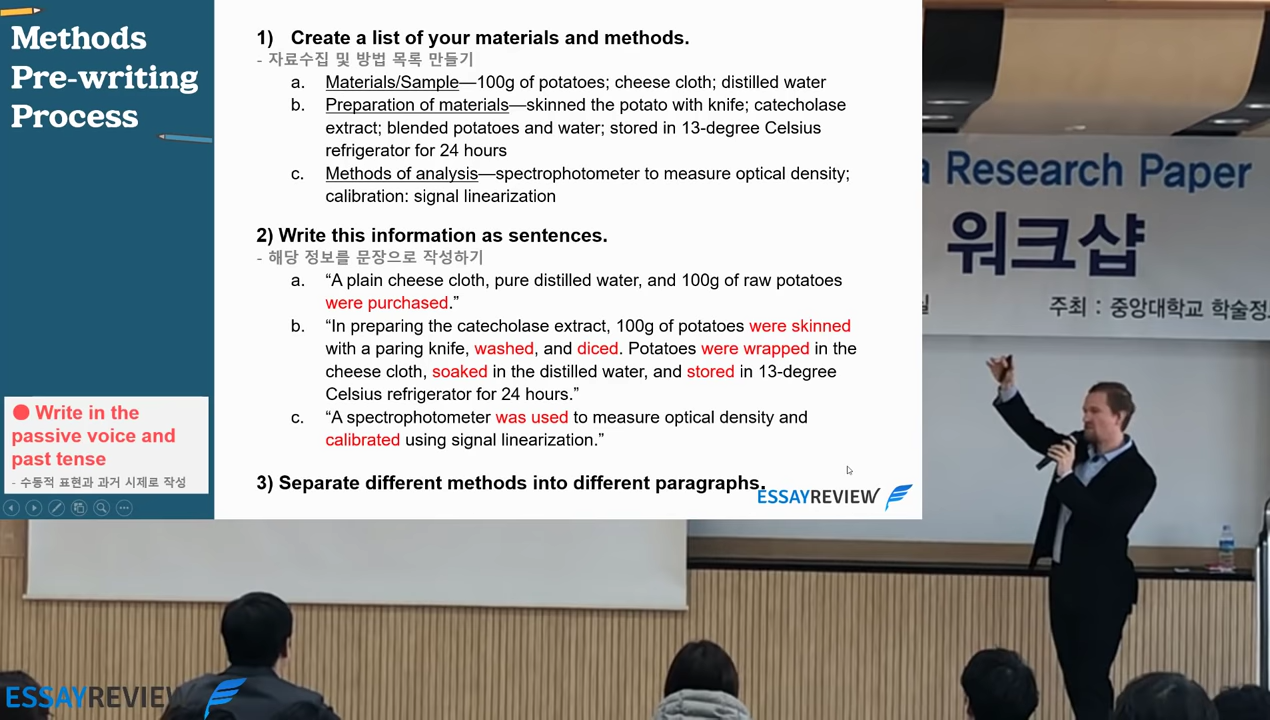 Methods
Pre-writing
Process
1) Create a list of your materials and methods.
- 자료수집 및 방법 목록 만들기
a. Materials/Sample—100g of potatoes; cheese cloth; distilled water
b. Preparation of materials—skinned the potato with knife; catecholase
extract; blended potatoes and water; stored in 13-degree Celsius
refrigerator for 24 hours
c. Methods of analysis—spectrophotometer to measure optical density;
calibration: signal linearization
2) Write this information as sentences.
- 해당 정보를 문장으로 작성하기
a. “A plain cheese cloth, pure distilled water, and 100g of raw potatoes
were purchased.”
b. “In preparing the catecholase extract, 100g of potatoes were skinned
with a paring knife, washed, and diced. Potatoes were wrapped in the
cheese cloth, soaked in the distilled water, and stored in 13-degree
Celsius refrigerator for 24 hours.”
c. “A spectrophotometer was used to measure optical density and
calibrated using signal linearization.”
3) Separate different methods into different paragraphs.
ESSAYREVIEW
Write in the
passive voice and
past tense
- 수동적 표현과 과거 시제로 작성
a Research Paper
워크샵
주최 : 중앙대학교 학술정
ESSAYREVIEW